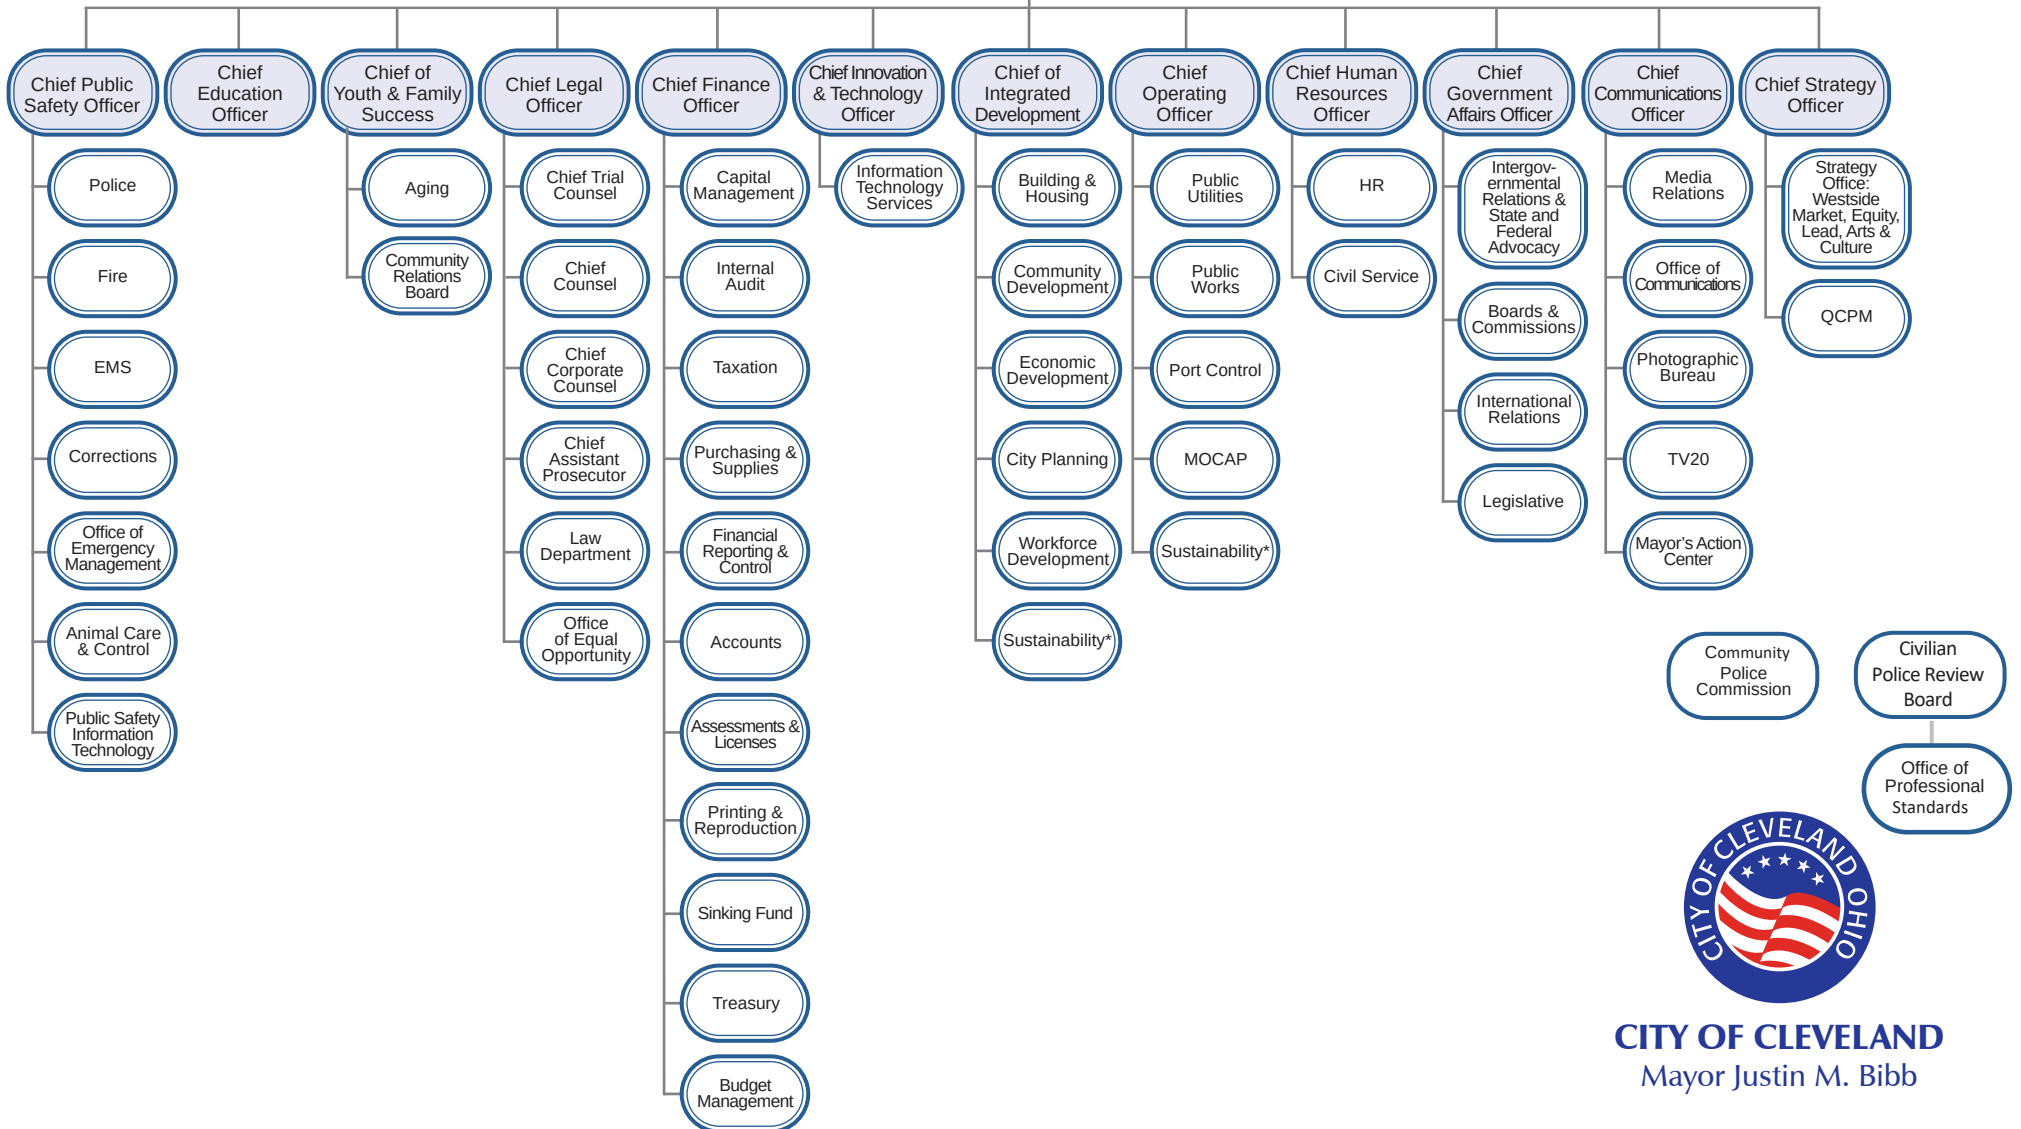 Chief Public
Safety Officer
Chief
Education
Officer
Chief of
Youth & Family
Success
Chief Legal
Officer
Chief Finance
Officer
Chief Innovation
& Technology
Officer
Chief of
Integrated
Development
Chief
Operating
Officer
Chief Human
Resources
Officer
Chief
Government
Affairs Officer
Chief
Communications
Officer
Chief Strategy
Officer
Police
Fire
EMS
Corrections
Office of
Emergency
Management
Animal Care
& Control
Public Safety
Information
Technology
Aging
Community
Relations
Board
Chief Trial
Counsel
Chief
Counsel
Chief
Corporate
Counsel
Chief
Assistant
Prosecutor
Law
Department
Office
of Equal
Opportunity
Capital
Management
Internal
Audit
Taxation
Purchasing &
Supplies
Financial
Reporting &
Control
Accounts
Assessments &
Licenses
Printing &
Reproduction
Sinking Fund
Treasury
Budget
Management
Information
Technology
Services
Building &
Housing
Community
Development
Economic
Development
City Planning
Workforce
Development
Sustainability*
Public
Utilities
Public
Works
Port Control
MOCAP
Sustainability*
HR
Civil Service
Intergov-
ernmental
Relations &
State and
Federal
Advocacy
Boards &
Commissions
International
Relations
Legislative
Media
Relations
Office of
Communications
Photographic
Bureau
TV20
Mayor’s Action
Center
Strategy
Office:
Westside
Market, Equity,
Lead, Arts &
Culture
QCPM
Community
Police
Commission
Civilian
Police Review
Board
Office of
Professional
Standards
CITY OF CLEVELAND OHIO
CITY OF CLEVELAND
Mayor Justin M. Bibb